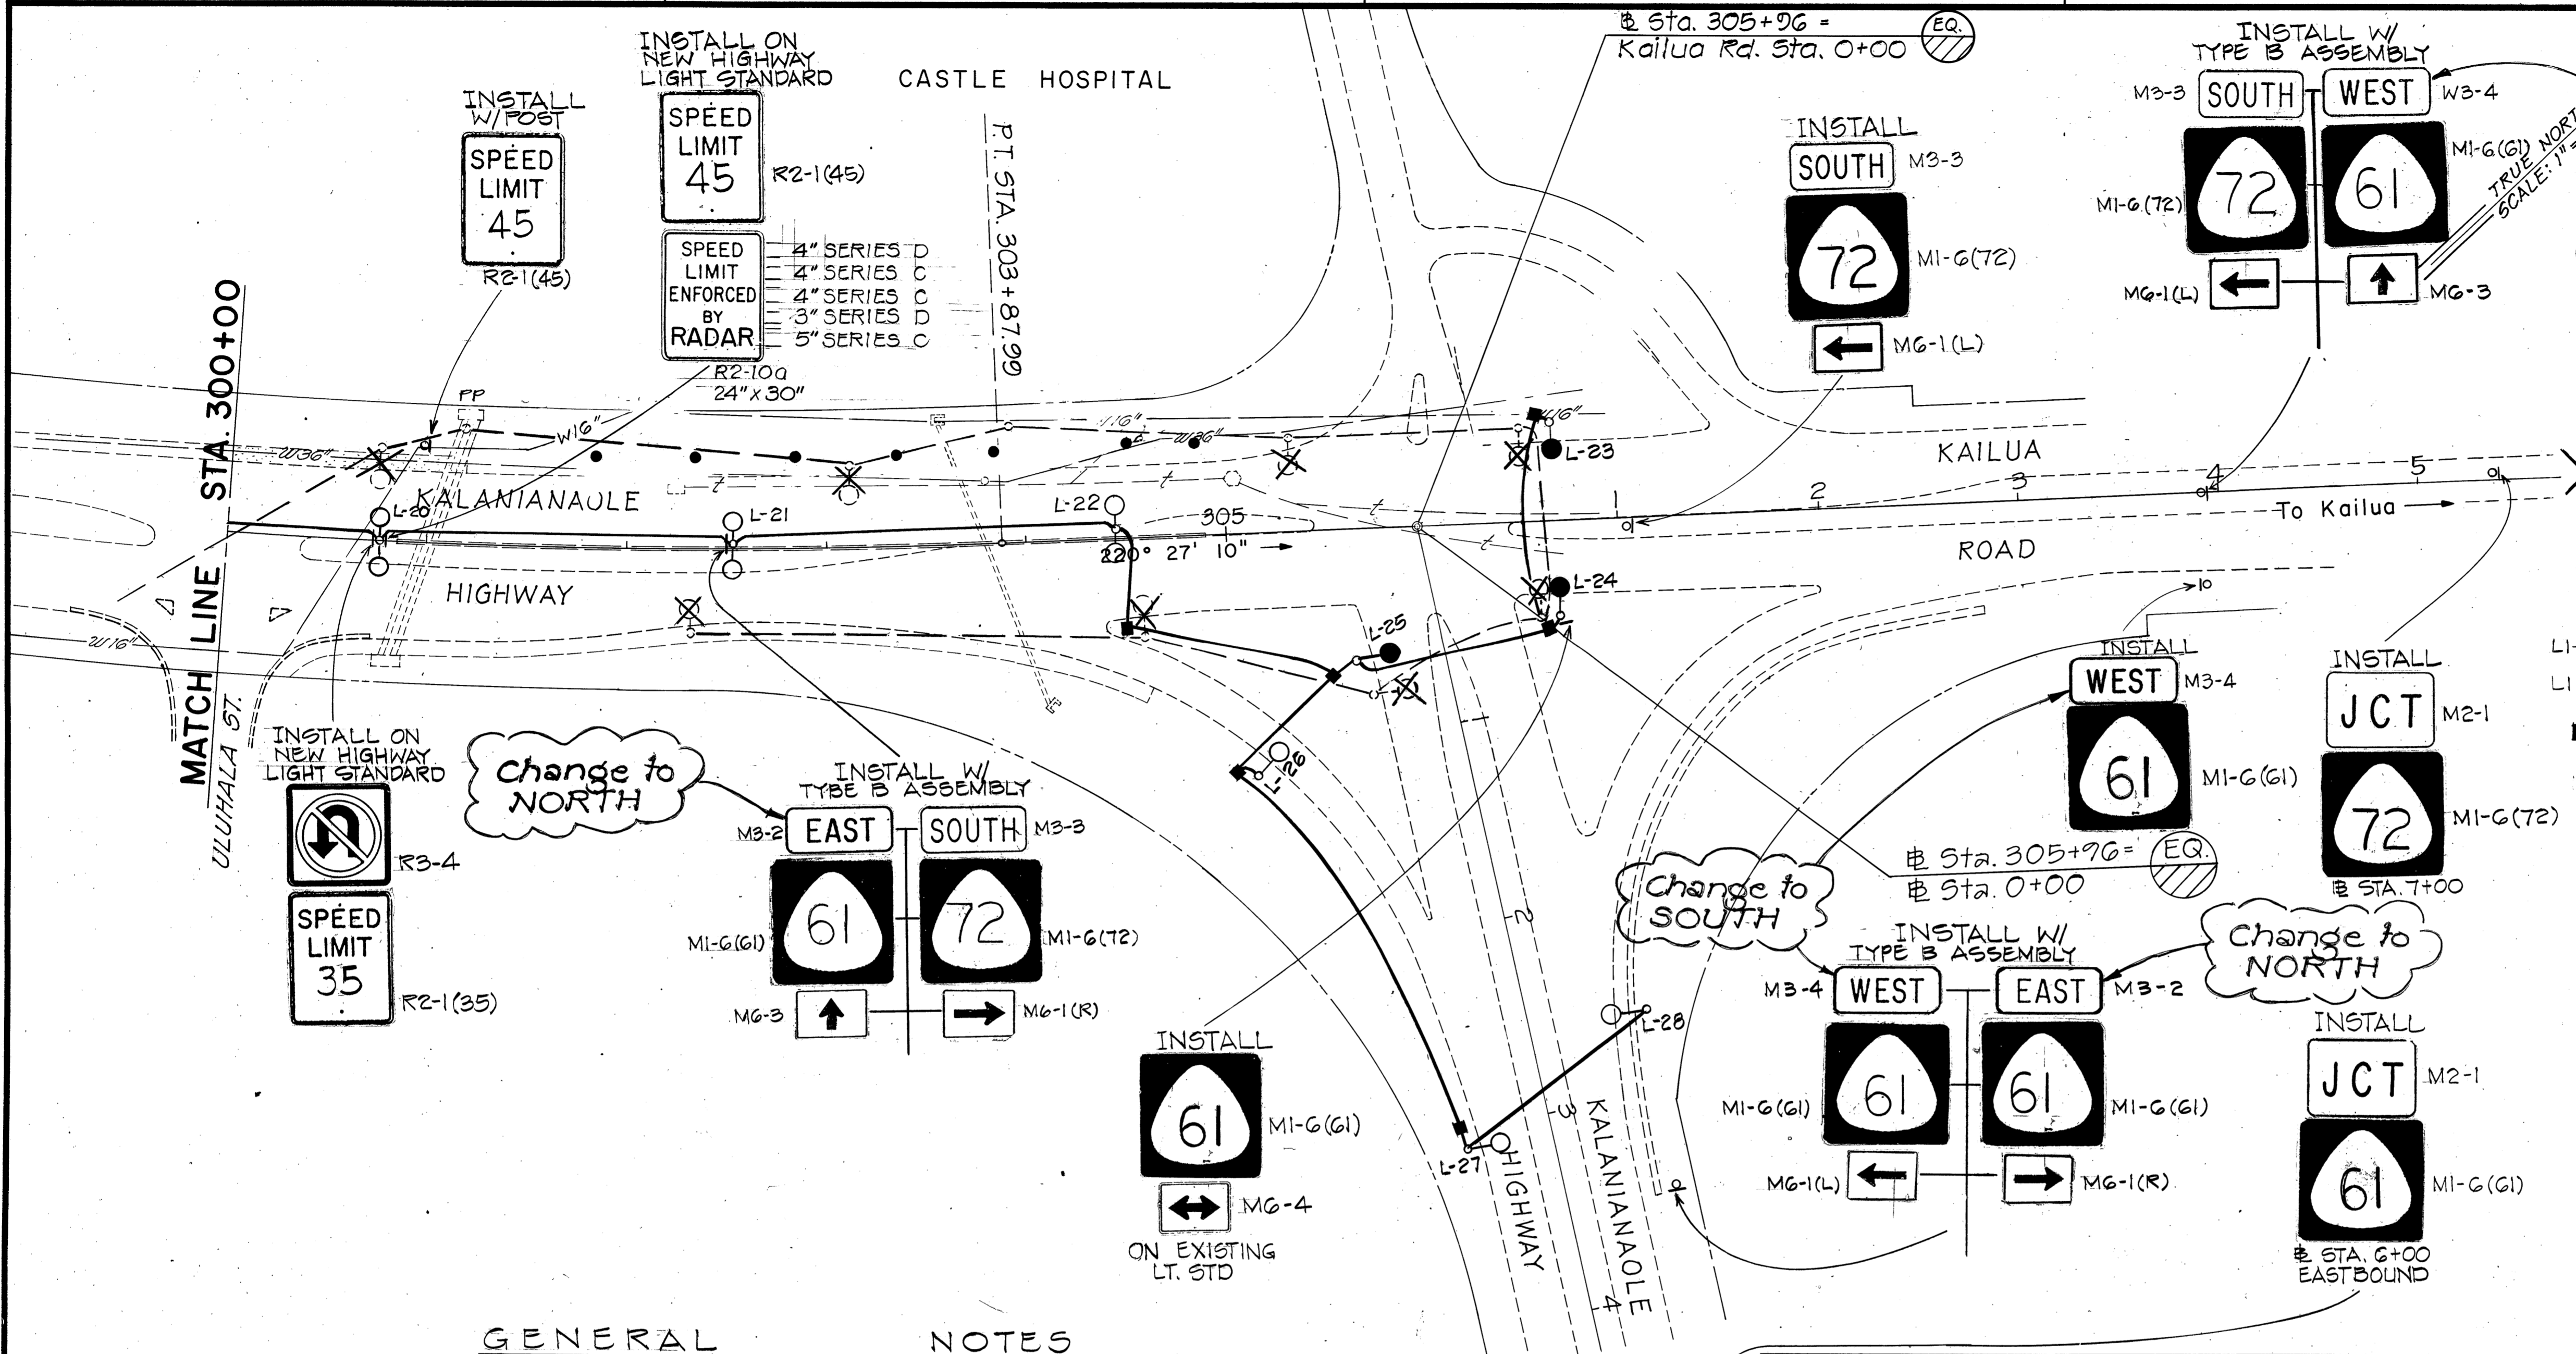 INSTALL ON
NEW HIGHWAY
LIGHT STANDARD
SPEED
LIMIT
45
R2-1(45)
SPEED
LIMIT
ENFORCED
BY
RADAR
4" SERIES D
4" SERIES C
4" SERIES C
3" SERIES D
5" SERIES C
R2-10a
24" x 30"
INSTALL
W/ POST
SPEED
LIMIT
45
R2-1(45)
CASTLE HOSPITAL
P.T. STA. 303+87.99
℄ Sta. 305+96 =
Kailua Rd. Sta. 0+00
EQ.
INSTALL
SOUTH
M3-3
72
M1-6(72)
M6-1(L)
INSTALL W/
TYPE B ASSEMBLY
M3-3
SOUTH
WEST
W3-4
72
61
M1-6(72)
M1-6(61)
M6-1(L)
M6-3
TRUE NORT
SCALE: 1"=
MATCH LINE STA. 300+00
ULUHALA ST.
PP
W16"
W36"
W36"
W16"
W16"
KALANIANAOLE
HIGHWAY
L-20
L-21
L-22
305
220° 27' 10"
L-23
L-24
L-25
L-26
L-27
L-28
t
t
t
t
KAILUA
ROAD
1
2
3
4
5
To Kailua
10
1
2
3
4
HIGHWAY
KALANIANAOLE
INSTALL ON
NEW HIGHWAY
LIGHT STANDARD
R3-4
SPEED
LIMIT
35
R2-1(35)
Change to
NORTH
INSTALL W/
TYBE B ASSEMBLY
M3-2
EAST
SOUTH
M3-3
61
72
M1-6(61)
M1-6(72)
M6-3
M6-1(R)
INSTALL
61
M1-6(61)
M6-4
ON EXISTING
LT. STD
INSTALL
WEST
M3-4
61
M1-6(61)
INSTALL
JCT
M2-1
72
M1-6(72)
℄ STA. 7+00
℄ Sta. 305+96=
℄ Sta. 0+00
EQ.
Change to
SOUTH
Change to
NORTH
INSTALL W/
TYPE B ASSEMBLY
M3-4
WEST
EAST
M3-2
61
61
M1-6(61)
M1-6(61)
M6-1(L)
M6-1(R)
INSTALL
JCT
M2-1
61
M1-6(61)
℄ STA. 6+00
EASTBOUND
GENERAL NOTES